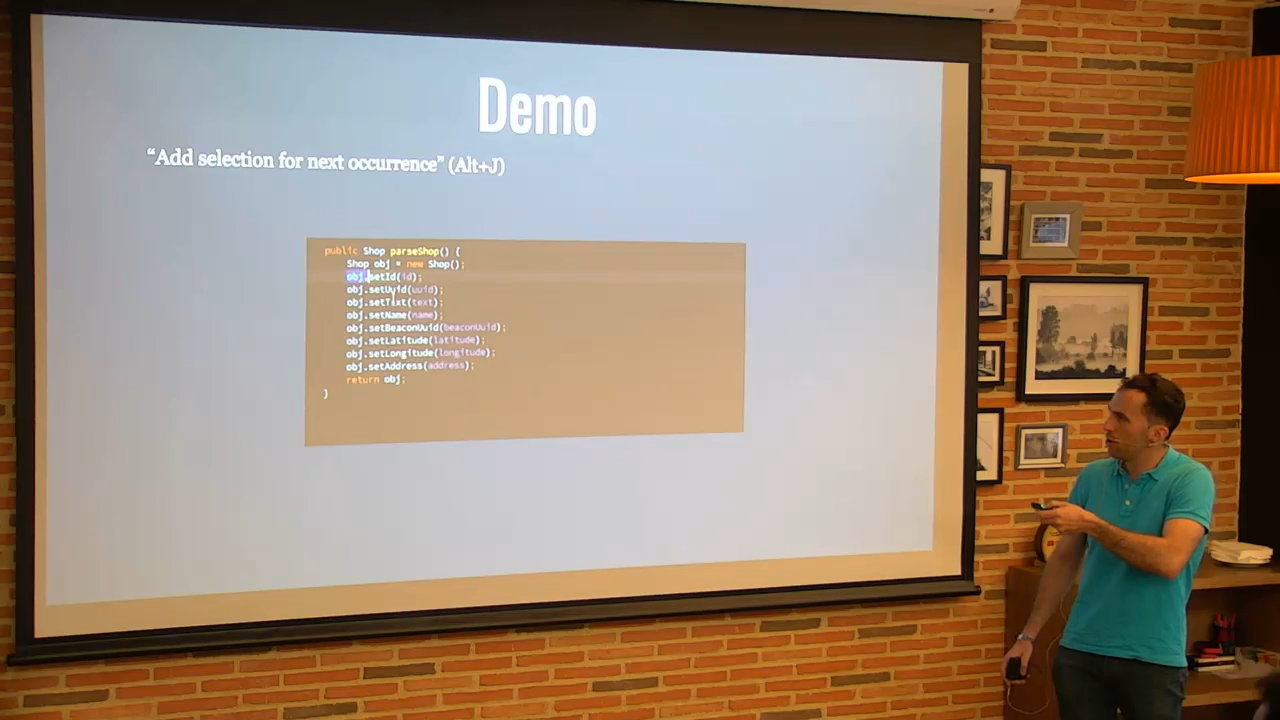 Demo
“Add selection for next occurrence” (Alt+J)
public Shop parseShop() {
Shop obj = new Shop();
obj.setId(id);
obj.setUuid(uuid);
obj.setText(text);
obj.setName(name);
obj.setBeaconUuid(beaconUuid);
obj.setLatitude(latitude);
obj.setLongitude(longitude);
obj.setAddress(address);
return obj;
}